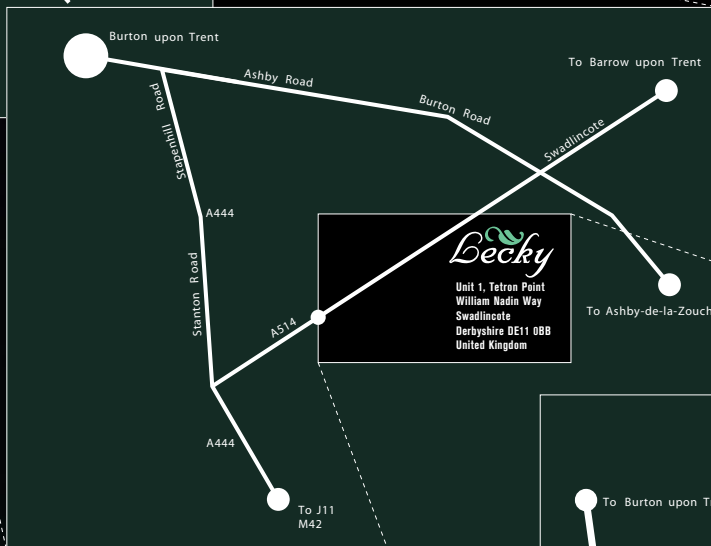 Burton upon Trent
Ashby Road
Burton Road
To Barrow upon Trent
Swadlincote
Stapenhill Road
A444
Stanton Road
A514
Lecky
Unit 1, Tetron Point
William Nadin Way
Swadlincote
Derbyshire DE11 0BB
United Kingdom
To Ashby-de-la-Zouch
A444
To J11
M42
To Burton upon